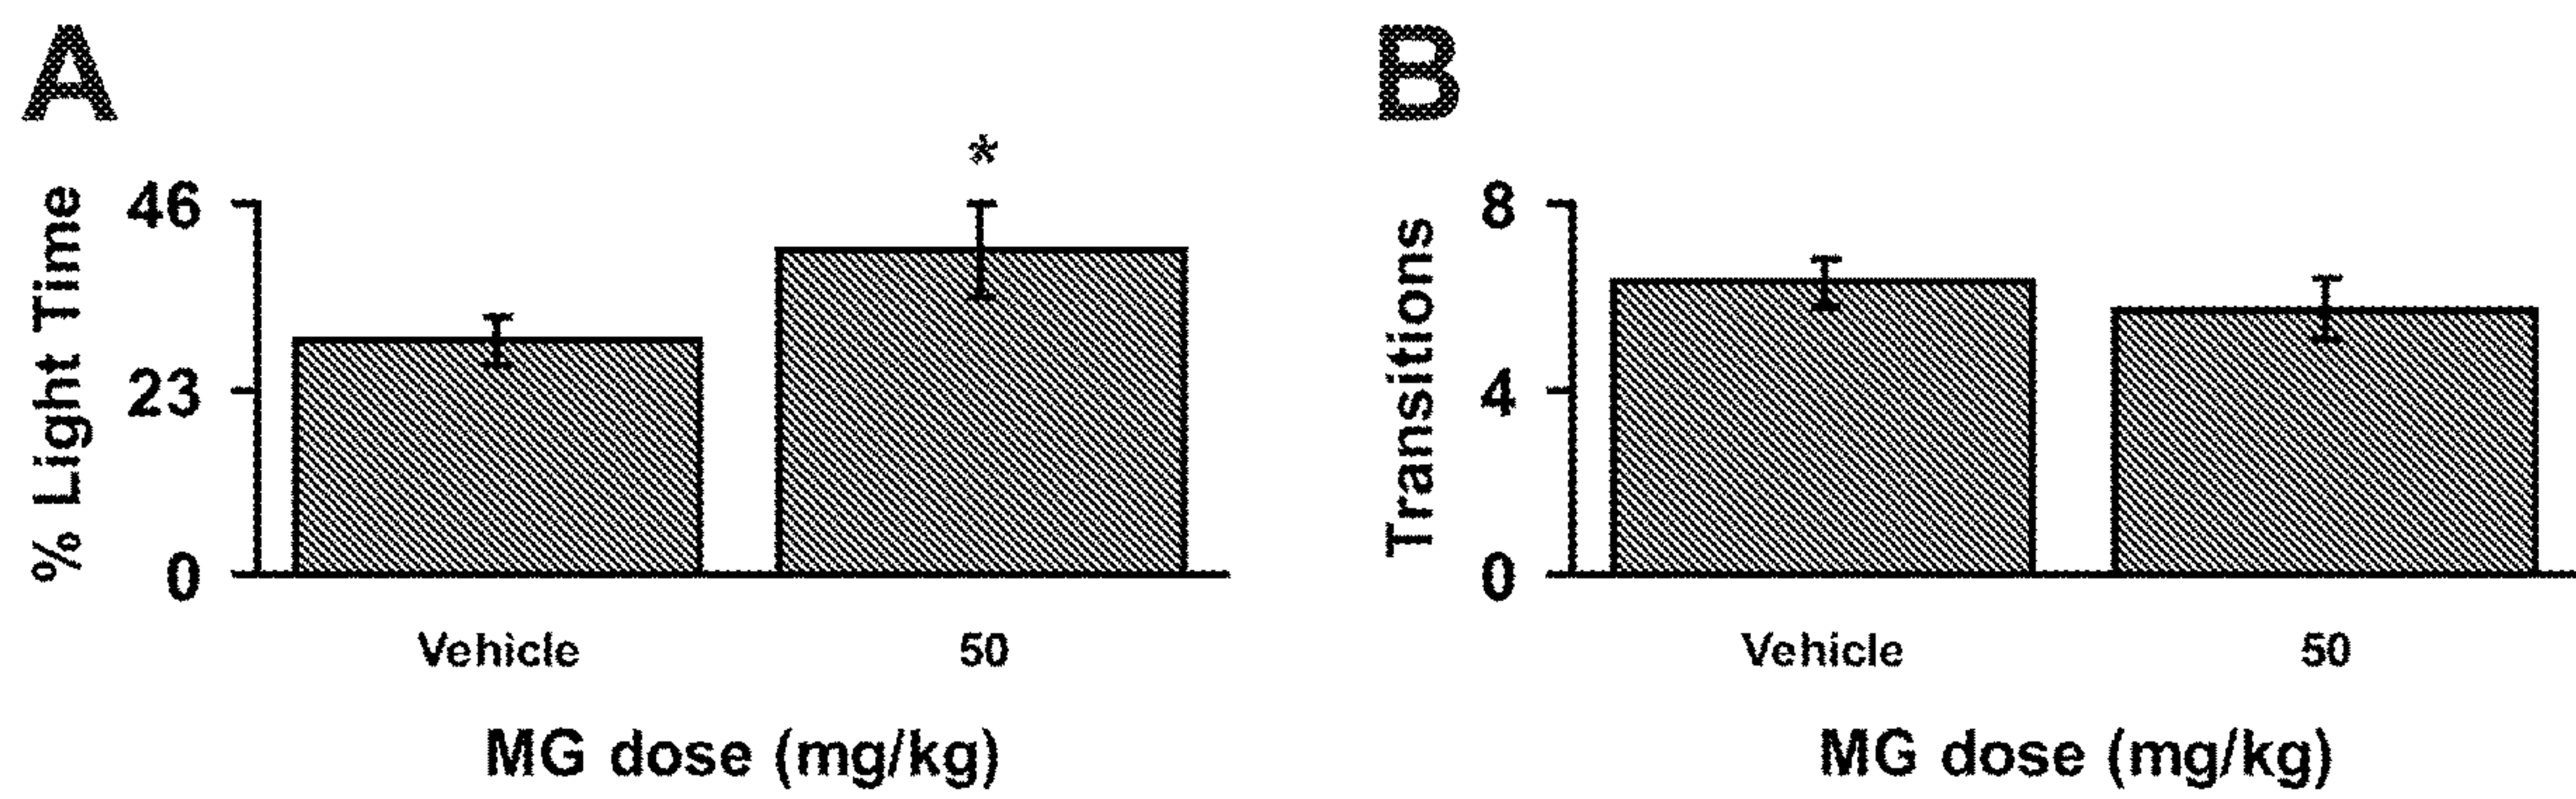 A
% Light Time
46
*
23
0
Vehicle
50
MG dose (mg/kg)
B
Transitions
8
4
0
Vehicle
50
MG dose (mg/kg)